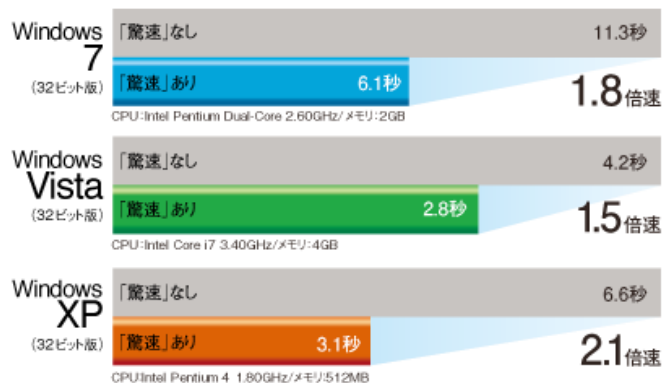 Windows 7
(32ビット版)
「驚速」なし 11.3秒
「驚速」あり 6.1秒
1.8倍速
CPU:Intel Pentium Dual-Core 2.60GHz/メモリ:2GB
Windows Vista
(32ビット版)
「驚速」なし 4.2秒
「驚速」あり 2.8秒
1.5倍速
CPU:Intel Core i7 3.40GHz/メモリ:4GB
Windows XP
(32ビット版)
「驚速」なし 6.6秒
「驚速」あり 3.1秒
2.1倍速
CPU:Intel Pentium 4 1.80GHz/メモリ:512MB